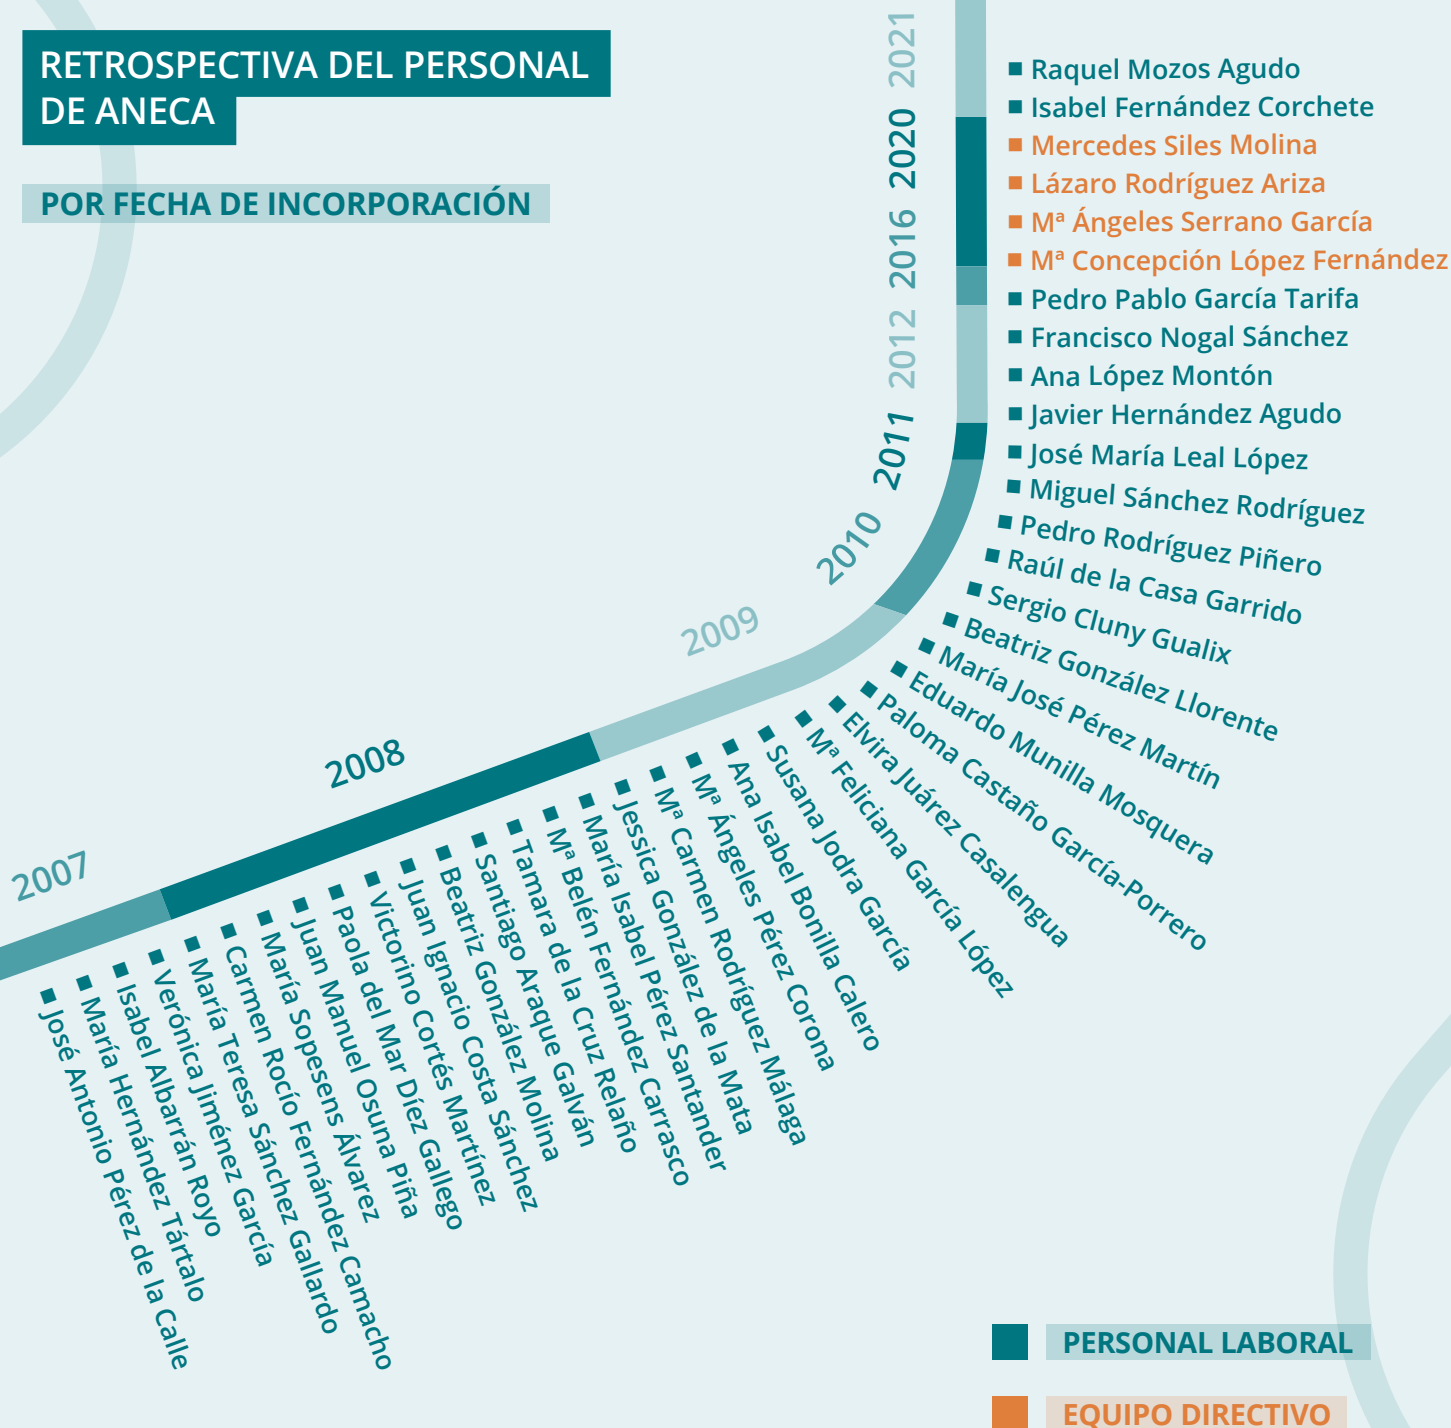 RETROSPECTIVA DEL PERSONAL
DE ANECA
POR FECHA DE INCORPORACIÓN
2021
2020
2016
2012
2011
2010
2009
2008
2007
Raquel Mozos Agudo
Isabel Fernández Corchete
Mercedes Siles Molina
Lázaro Rodríguez Ariza
Mª Ángeles Serrano García
Mª Concepción López Fernández
Pedro Pablo García Tarifa
Francisco Nogal Sánchez
Ana López Montón
Javier Hernández Agudo
José María Leal López
Miguel Sánchez Rodríguez
Pedro Rodríguez Piñero
Raúl de la Casa Garrido
Sergio Cluny Gualix
Beatriz González Llorente
María José Pérez Martín
Eduardo Munilla Mosquera
Paloma Castaño García-Porrero
Elvira Juárez Casalengua
Mª Feliciana García López
Susana Jodra García
Ana Isabel Bonilla Calero
Mª Ángeles Pérez Corona
Mª Carmen Rodríguez Málaga
Jessica González de la Mata
María Isabel Pérez Santander
Mª Belén Fernández Carrasco
Tamara de la Cruz Relaño
Santiago Araque Galván
Beatriz González Molina
Juan Ignacio Costa Sánchez
Victorino Cortés Martínez
Paola del Mar Díez Gallego
Juan Manuel Osuna Piña
María Sopesens Álvarez
Carmen Rocío Fernández Camacho
María Teresa Sánchez Gallardo
Verónica Jiménez García
Isabel Albarrán Royo
María Hernández Tártalo
José Antonio Pérez de la Calle
PERSONAL LABORAL
EQUIPO DIRECTIVO